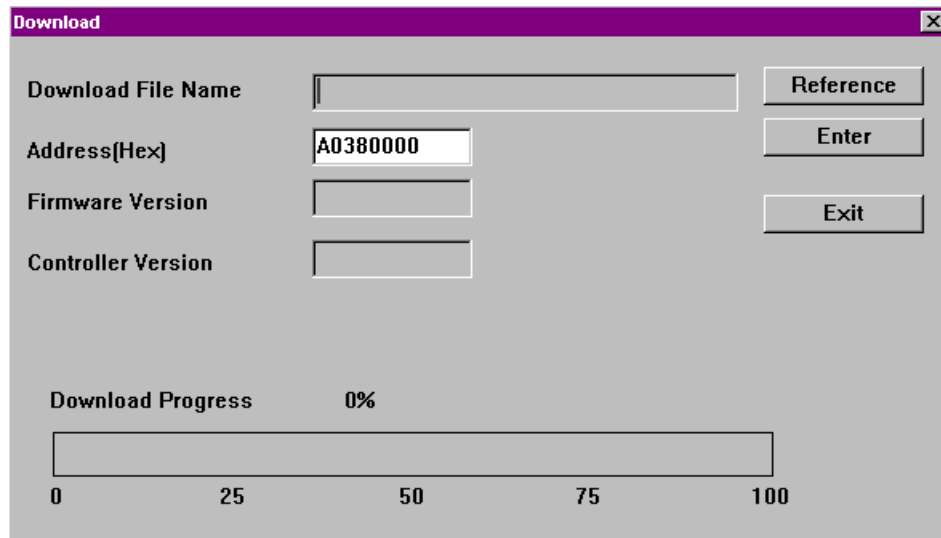 Download
Download File Name
Reference
Enter
Address(Hex)
A0380000
Firmware Version
Exit
Controller Version
Download Progress 0%
0 25 50 75 100